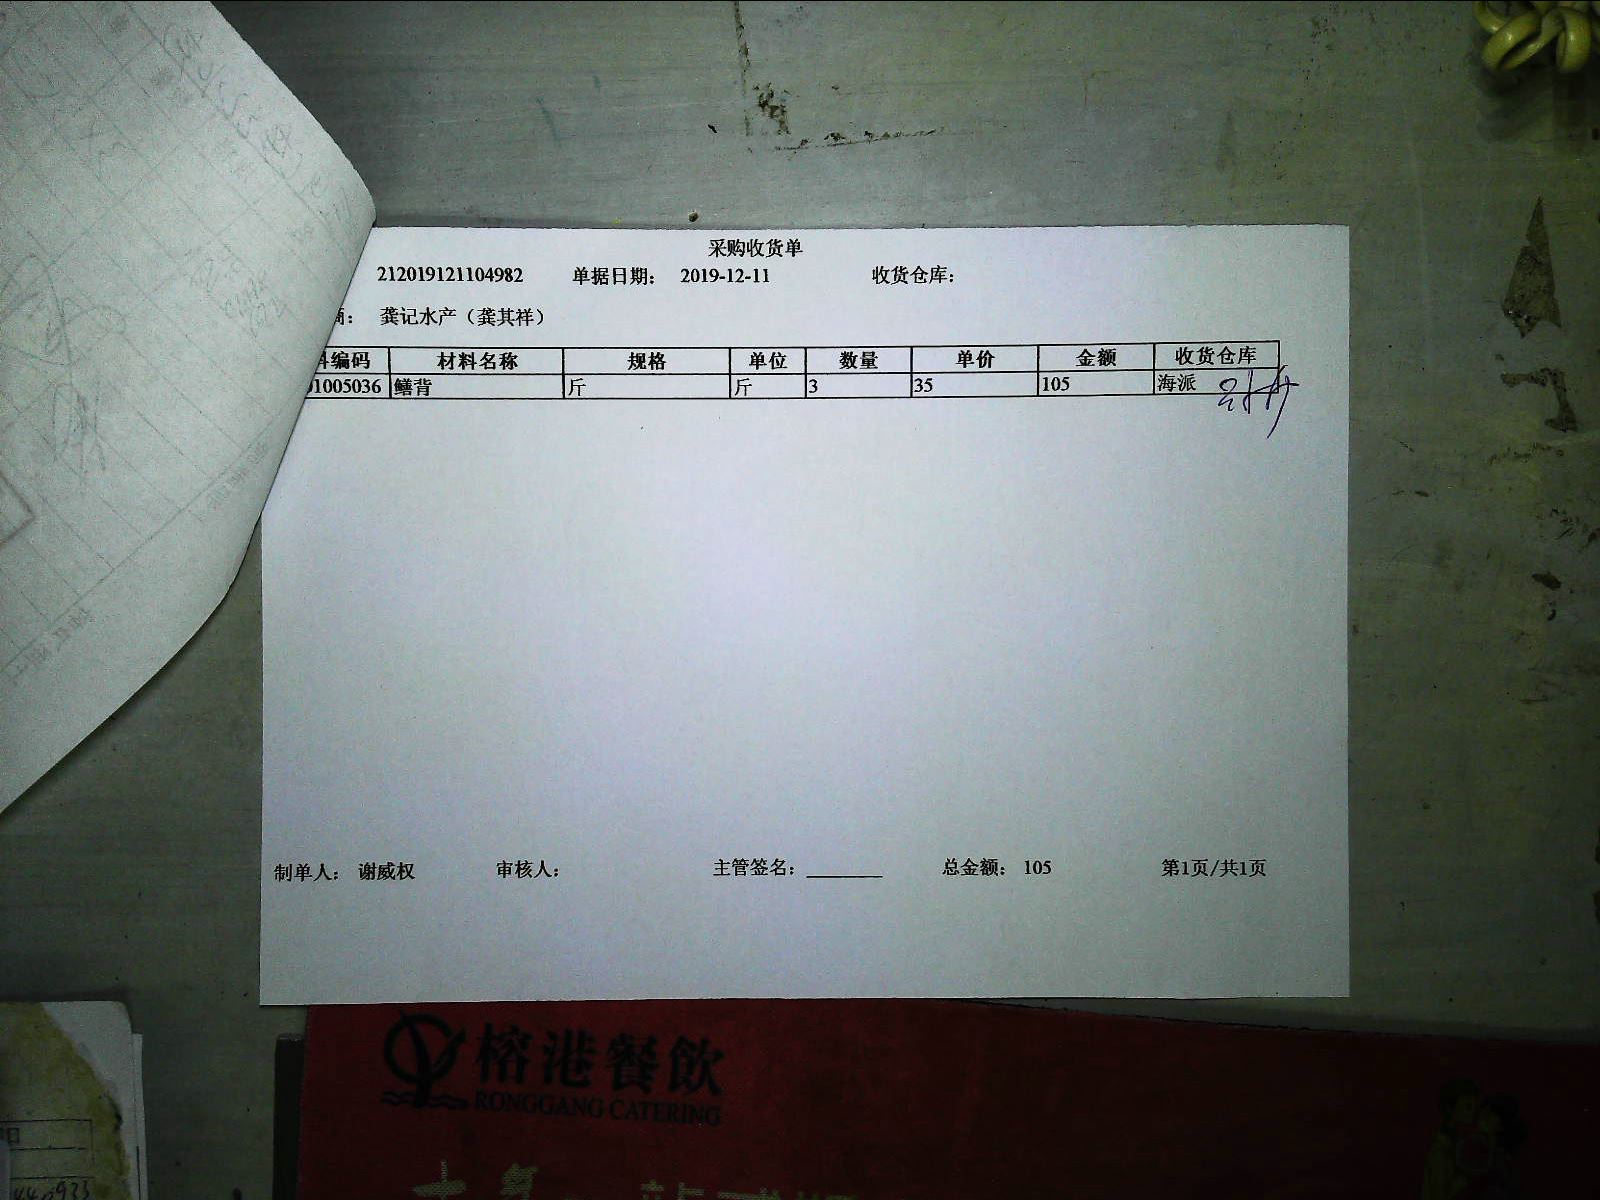 采购收货单
212019121104982 单据日期： 2019-12-11 收货仓库：
商： 龚记水产（龚其祥）
料编码 材料名称 规格 单位 数量 单价 金额 收货仓库
01005036 鳝背 斤 斤 3 35 105 海派
制单人： 谢威权 审核人： 主管签名： 总金额： 105 第1页/共1页
榕港餐飲
RONGGANG CATERING